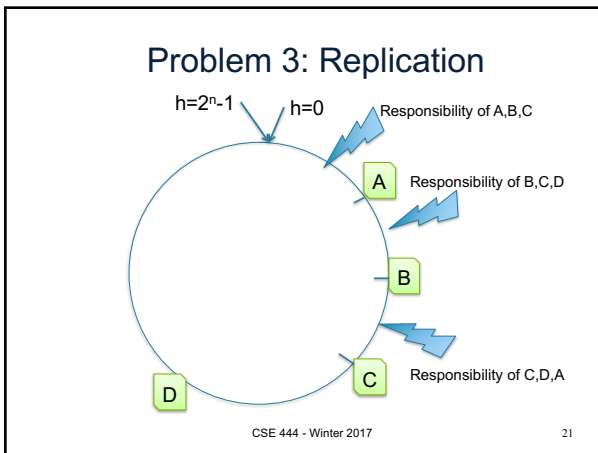 Problem 3: Replication
h=2ⁿ-1
h=0
Responsibility of A,B,C
A
Responsibility of B,C,D
B
C
Responsibility of C,D,A
D
CSE 444 - Winter 2017
21